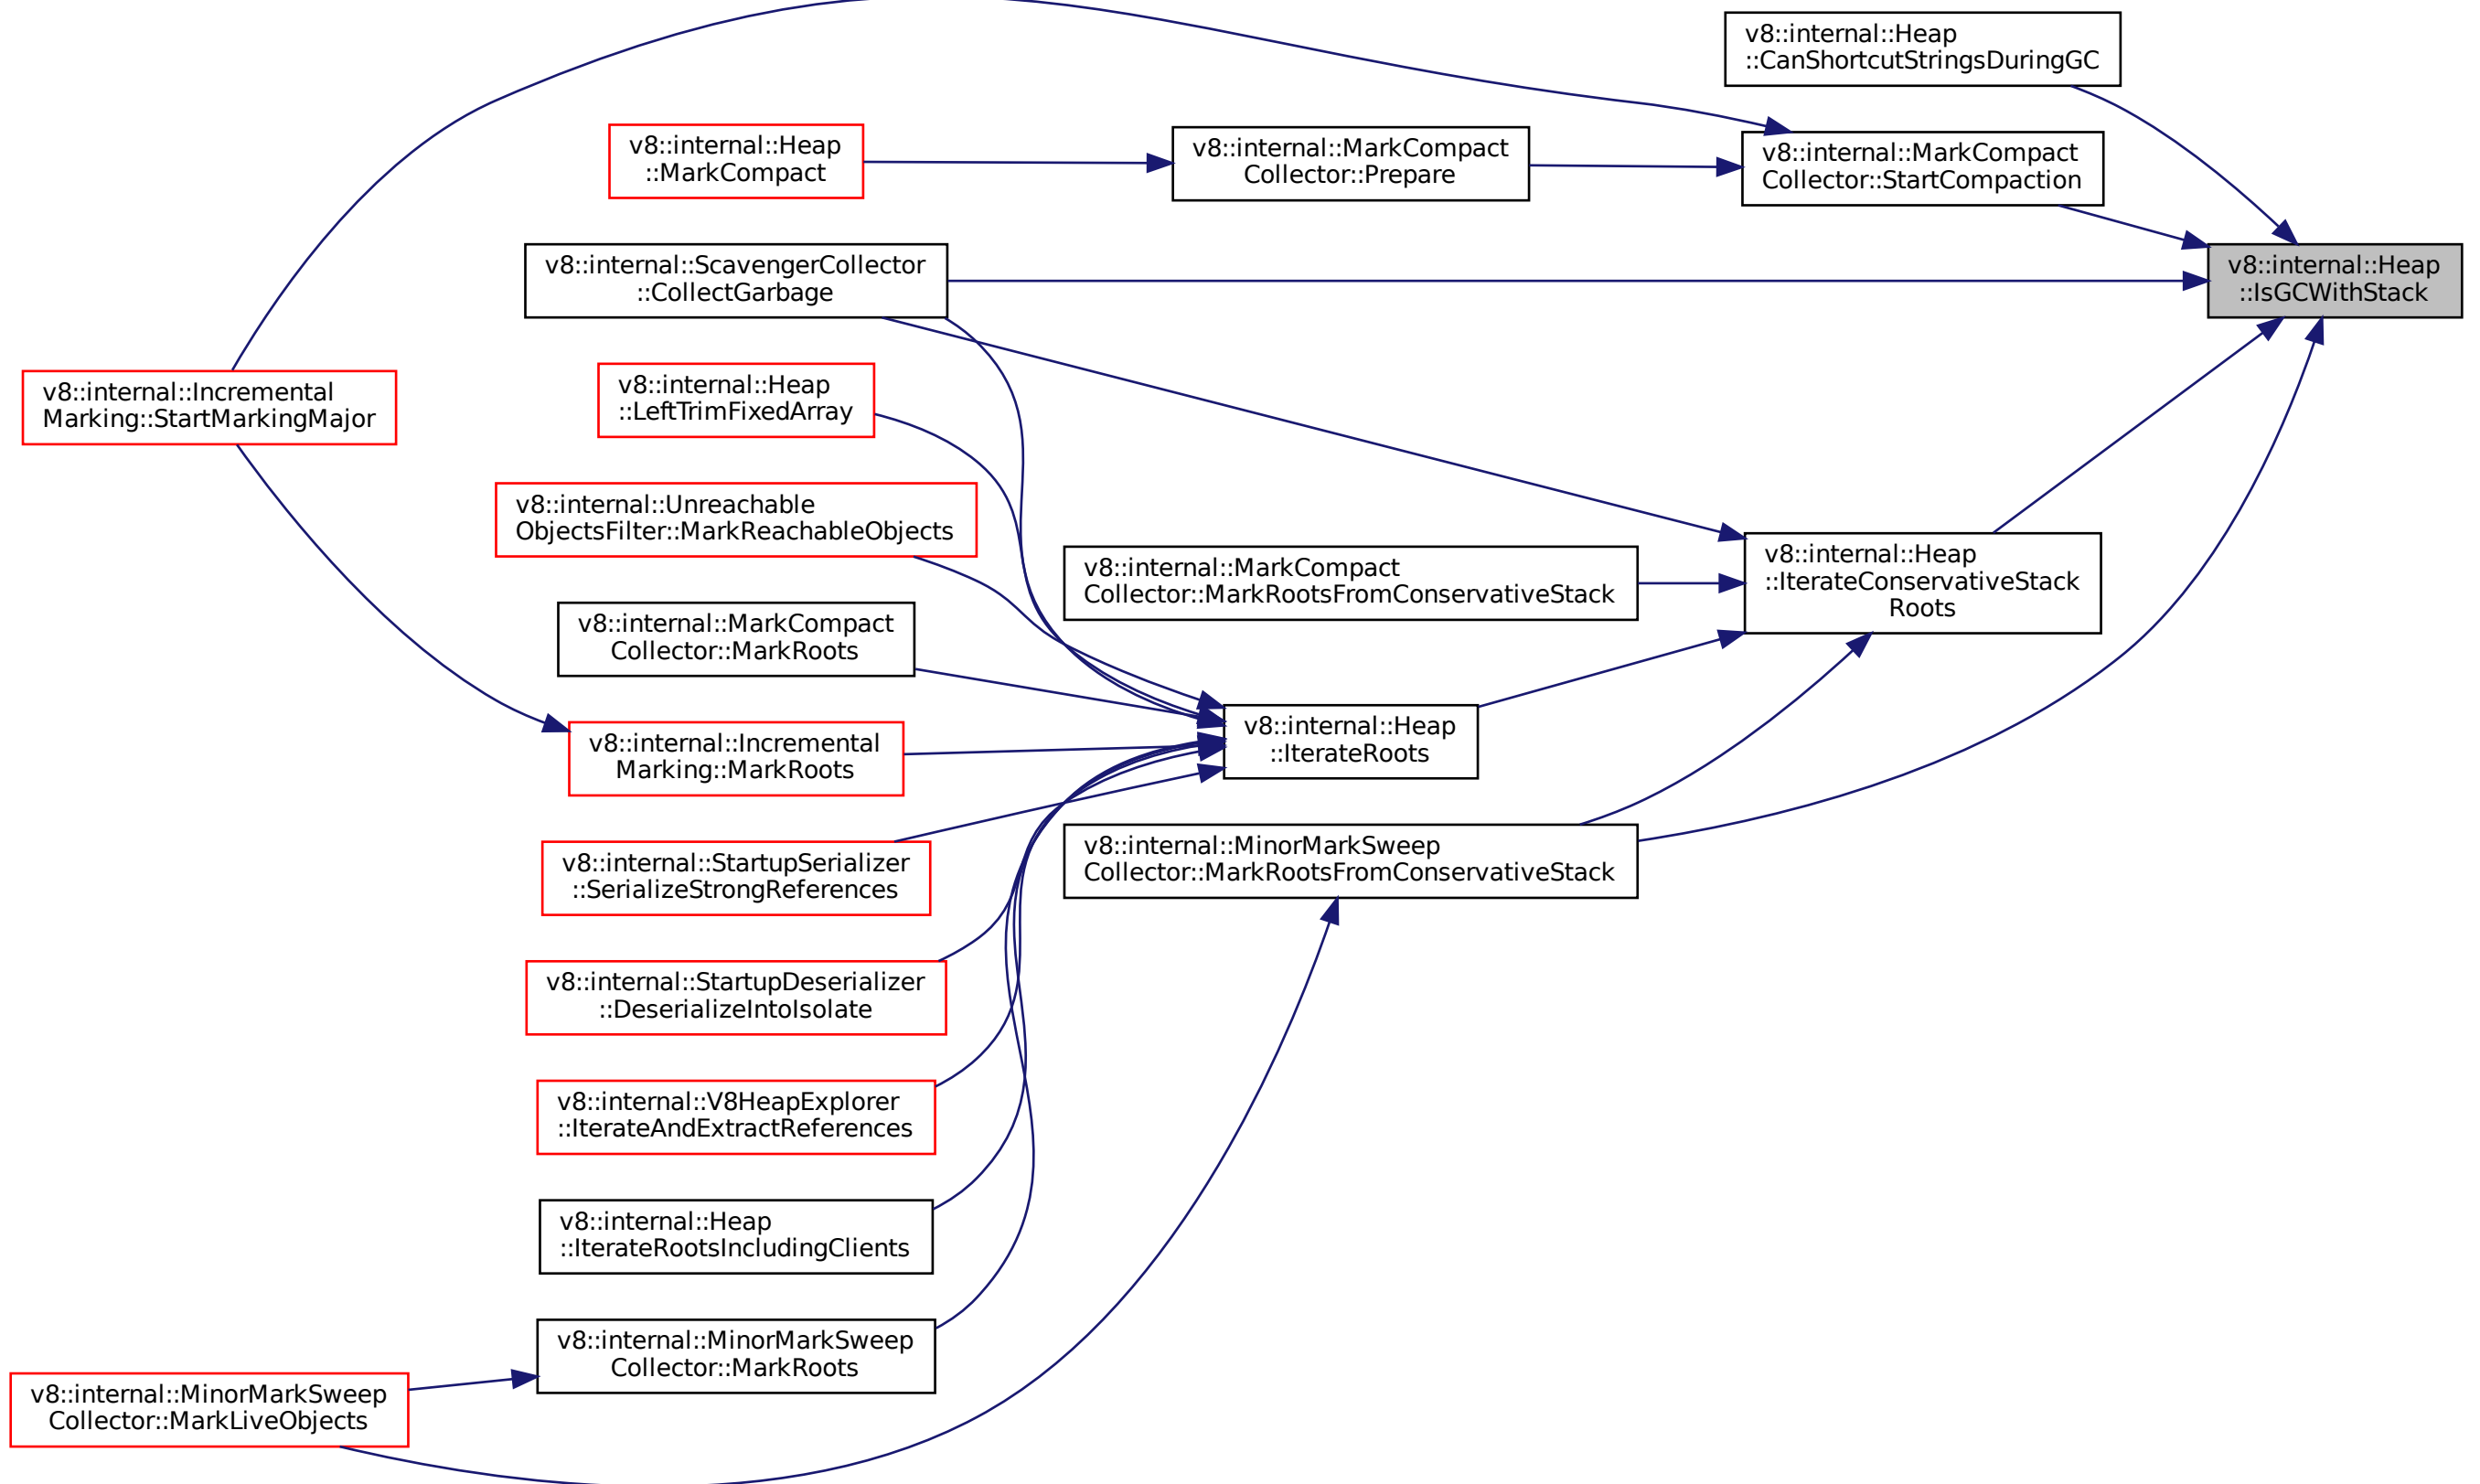 v8::internal::Heap
::CanShortcutStringsDuringGC
v8::internal::Heap
::MarkCompact
v8::internal::MarkCompact
Collector::Prepare
v8::internal::MarkCompact
Collector::StartCompaction
v8::internal::ScavengerCollector
::CollectGarbage
v8::internal::Heap
::IsGCWithStack
v8::internal::Incremental
Marking::StartMarkingMajor
v8::internal::Heap
::LeftTrimFixedArray
v8::internal::Unreachable
ObjectsFilter::MarkReachableObjects
v8::internal::MarkCompact
Collector::MarkRootsFromConservativeStack
v8::internal::Heap
::IterateConservativeStack
Roots
v8::internal::MarkCompact
Collector::MarkRoots
v8::internal::Incremental
Marking::MarkRoots
v8::internal::Heap
::IterateRoots
v8::internal::StartupSerializer
::SerializeStrongReferences
v8::internal::MinorMarkSweep
Collector::MarkRootsFromConservativeStack
v8::internal::StartupDeserializer
::DeserializeIntoIsolate
v8::internal::V8HeapExplorer
::IterateAndExtractReferences
v8::internal::Heap
::IterateRootsIncludingClients
v8::internal::MinorMarkSweep
Collector::MarkRoots
v8::internal::MinorMarkSweep
Collector::MarkLiveObjects